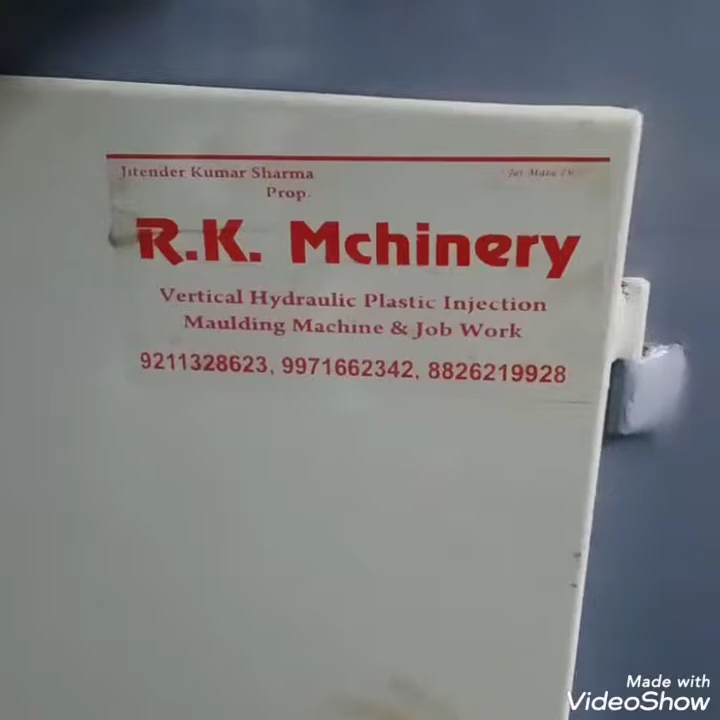 Jitender Kumar Sharma
Prop.
R.K. Mchinery
Vertical Hydraulic Plastic Injection
Maulding Machine & Job Work
9211328623, 9971662342, 8826219928
Made with
VideoShow